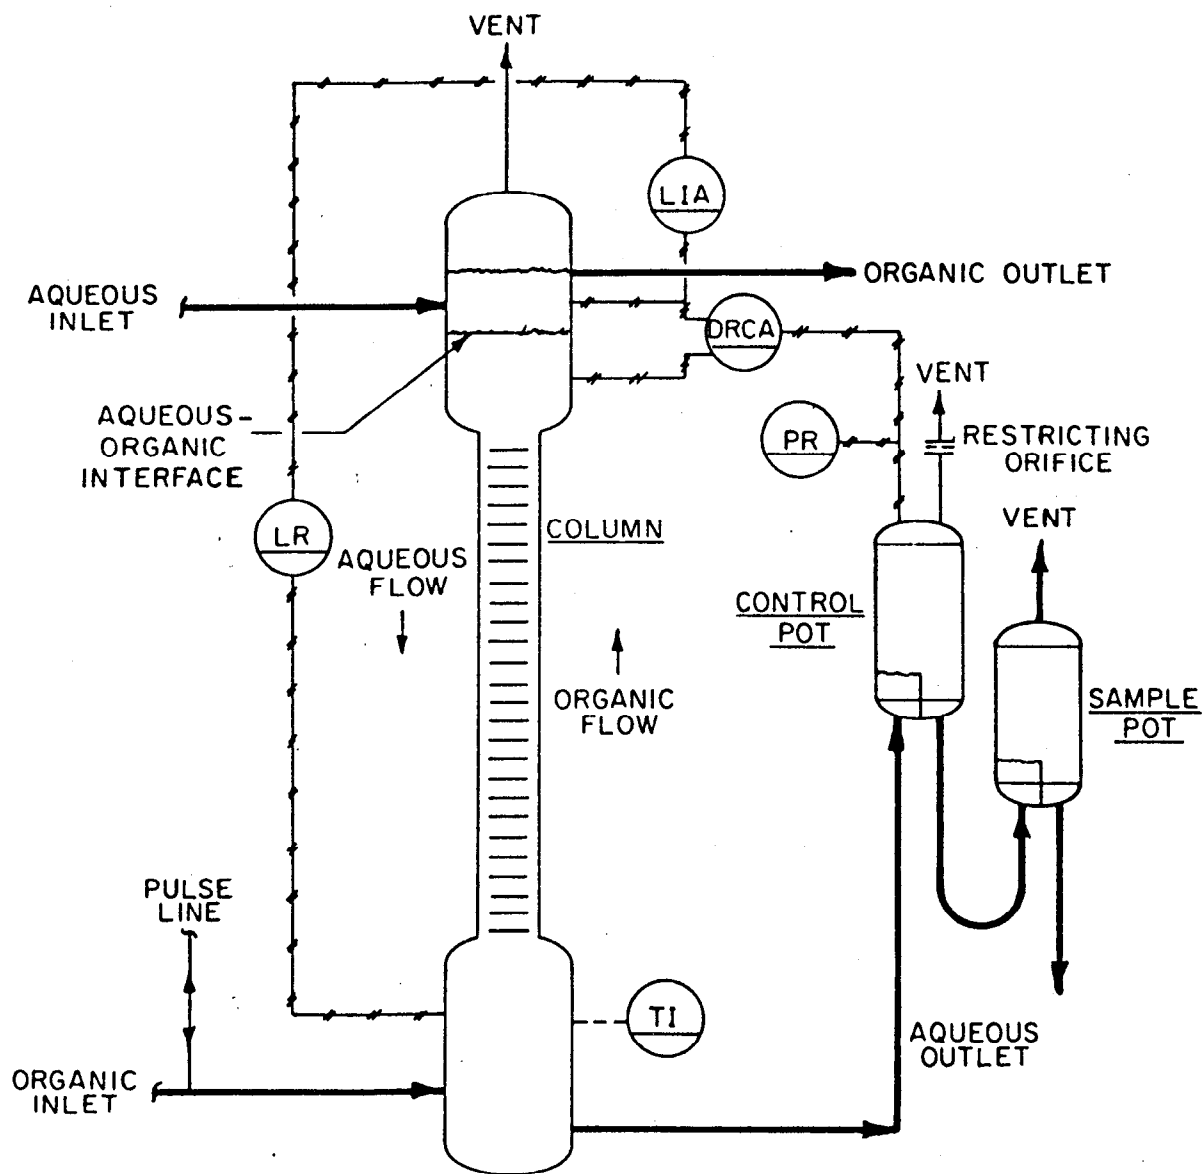 VENT
LIA
ORGANIC OUTLET
AQUEOUS
INLET
DRCA
VENT
AQUEOUS-
ORGANIC
INTERFACE
PR
RESTRICTING
ORIFICE
VENT
LR
COLUMN
AQUEOUS
FLOW
CONTROL
POT
ORGANIC
FLOW
SAMPLE
POT
PULSE
LINE
TI
AQUEOUS
OUTLET
ORGANIC
INLET